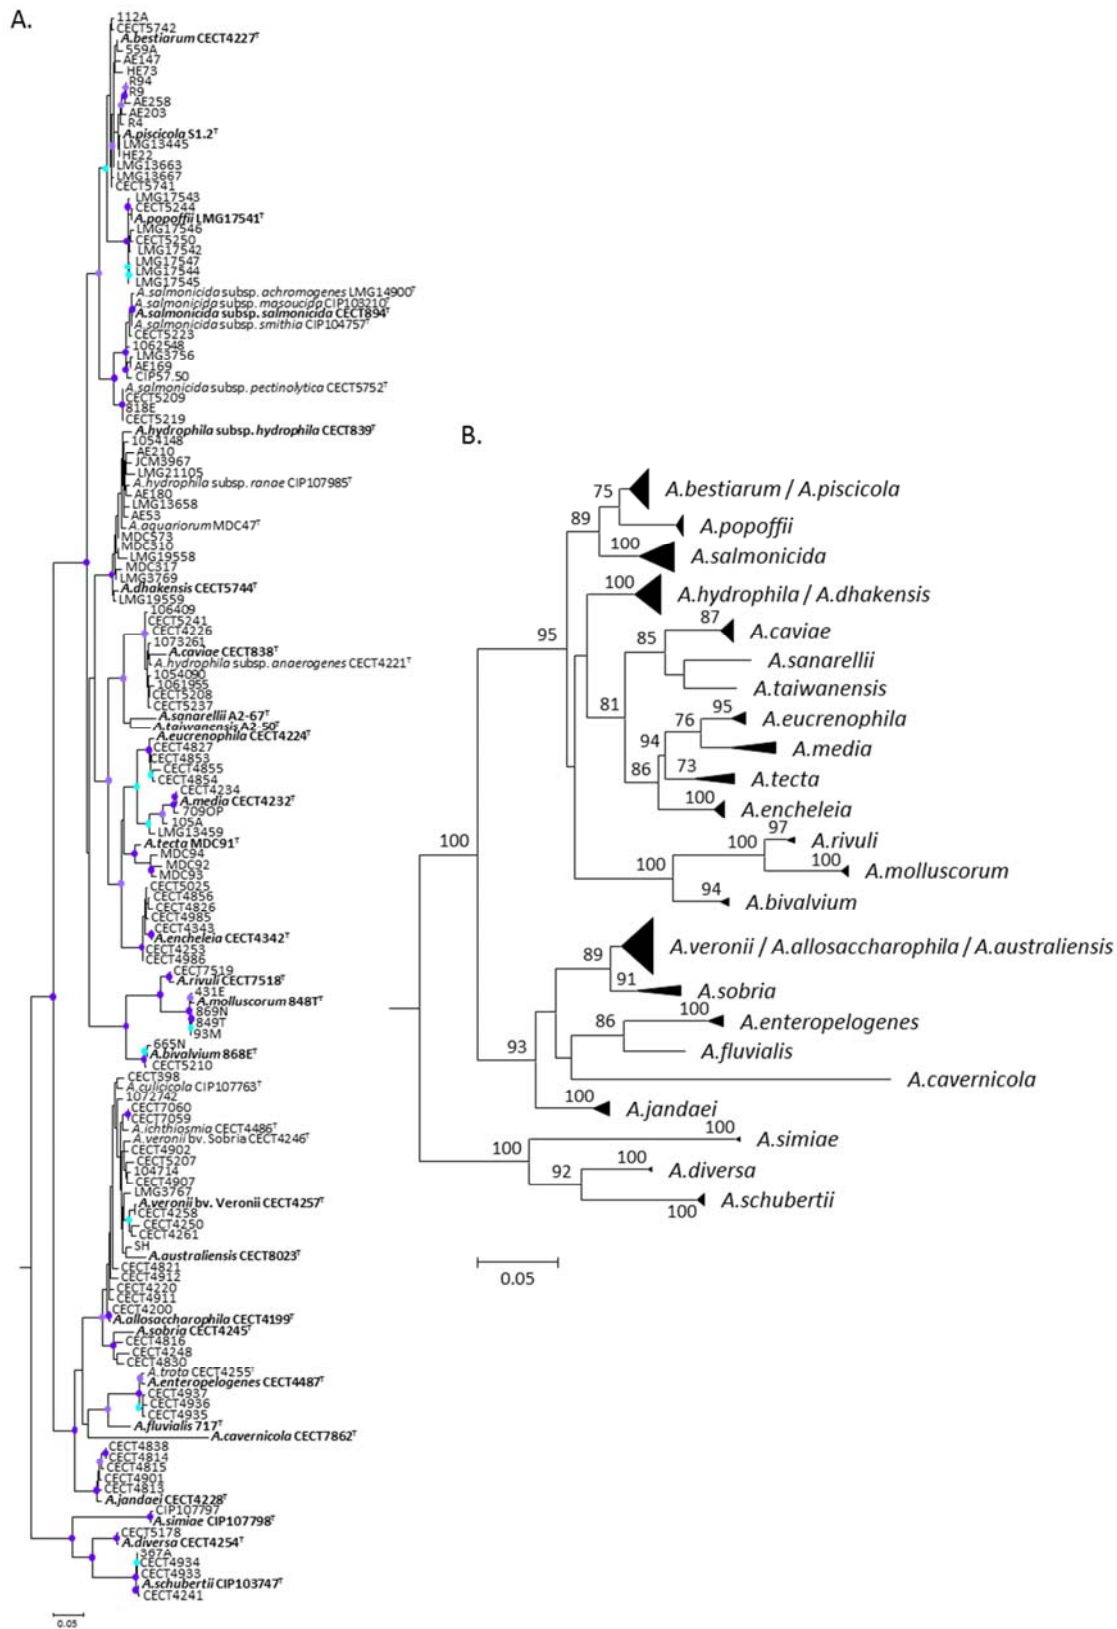 A.
112A
CECT5742
A.bestiarum CECT4227ᵀ
559A
AE147
HE73
R94
R9
AE258
AE203
R4
A.piscicola S1.2ᵀ
LMG13445
HE22
LMG13663
LMG13667
CECT5741
LMG17543
CECT5244
A.popoffii LMG17541ᵀ
LMG17546
CECT5250
LMG17542
LMG17547
LMG17544
LMG17545
A.salmonicida subsp. achromogenes LMG14900ᵀ
A.salmonicida subsp. masoucida CIP103210ᵀ
A.salmonicida subsp. salmonicida CECT894ᵀ
A.salmonicida subsp. smithia CIP104757ᵀ
CECT5223
1062548
LMG3756
AE169
CIP57.50
A.salmonicida subsp. pectinolytica CECT5752ᵀ
CECT5209
818E
CECT5219
A.hydrophila subsp. hydrophila CECT839ᵀ
1054148
AE210
JCM3967
LMG21105
A.hydrophila subsp. ranae CIP107985ᵀ
AE180
LMG13658
AE53
A.aquariorum MDC47ᵀ
MDC573
MDC310
LMG19558
MDC317
LMG3769
A.dhakensis CECT5744ᵀ
LMG19559
106409
CECT5241
CECT4226
1073261
A.caviae CECT838ᵀ
A.hydrophila subsp. anaerogenes CECT4221ᵀ
1054090
1061955
CECT5208
CECT5237
A.sanarellii A2-67ᵀ
A.taiwanensis A2-50ᵀ
A.eucrenophila CECT4224ᵀ
CECT4827
CECT4853
CECT4855
CECT4854
CECT4234
A.media CECT4232ᵀ
709OP
105A
LMG13459
A.tecta MDC91ᵀ
MDC94
MDC92
MDC93
CECT5025
CECT4856
CECT4826
CECT4985
CECT4343
A.encheleia CECT4342ᵀ
CECT4253
CECT4986
CECT7519
A.rivuli CECT7518ᵀ
431E
A.molluscorum 848Tᵀ
869N
849T
93M
665N
A.bivalvium 868Eᵀ
CECT5210
CECT398
A.culicicola CIP107763ᵀ
1072742
CECT7060
CECT7059
A.ichthiosmia CECT4486ᵀ
A.veronii bv. Sobria CECT4246ᵀ
CECT4902
CECT5207
104714
CECT4907
LMG3767
A.veronii bv. Veronii CECT4257ᵀ
CECT4258
CECT4250
CECT4261
SH
A.australiensis CECT8023ᵀ
CECT4821
CECT4912
CECT4220
CECT4911
CECT4200
A.allosaccharophila CECT4199ᵀ
A.sobria CECT4245ᵀ
CECT4816
CECT4248
CECT4830
A.trota CECT4255ᵀ
A.enteropelogenes CECT4487ᵀ
CECT4937
CECT4936
CECT4935
A.fluvialis 717ᵀ
A.cavernicola CECT7862ᵀ
CECT4838
CECT4814
CECT4815
CECT4901
CECT4813
A.jandaei CECT4228ᵀ
CIP107797
A.simiae CIP107798ᵀ
CECT5178
A.diversa CECT4254ᵀ
367A
CECT4934
CECT4933
A.schubertii CIP103747ᵀ
CECT4241
0.05
B.
75
A.bestiarum / A.piscicola
89
A.popoffii
100
A.salmonicida
100
A.hydrophila / A.dhakensis
95
87
A.caviae
85
A.sanarellii
A.taiwanensis
81
95
A.eucrenophila
76
A.media
94
73
A.tecta
86
100
A.encheleia
97
A.rivuli
100
100
A.molluscorum
100
94
A.bivalvium
100
A.veronii / A.allosaccharophila / A.australiensis
89
91
A.sobria
100
A.enteropelogenes
86
A.fluvialis
93
A.cavernicola
100
A.jandaei
100
A.simiae
100
100
A.diversa
92
A.schubertii
100
0.05